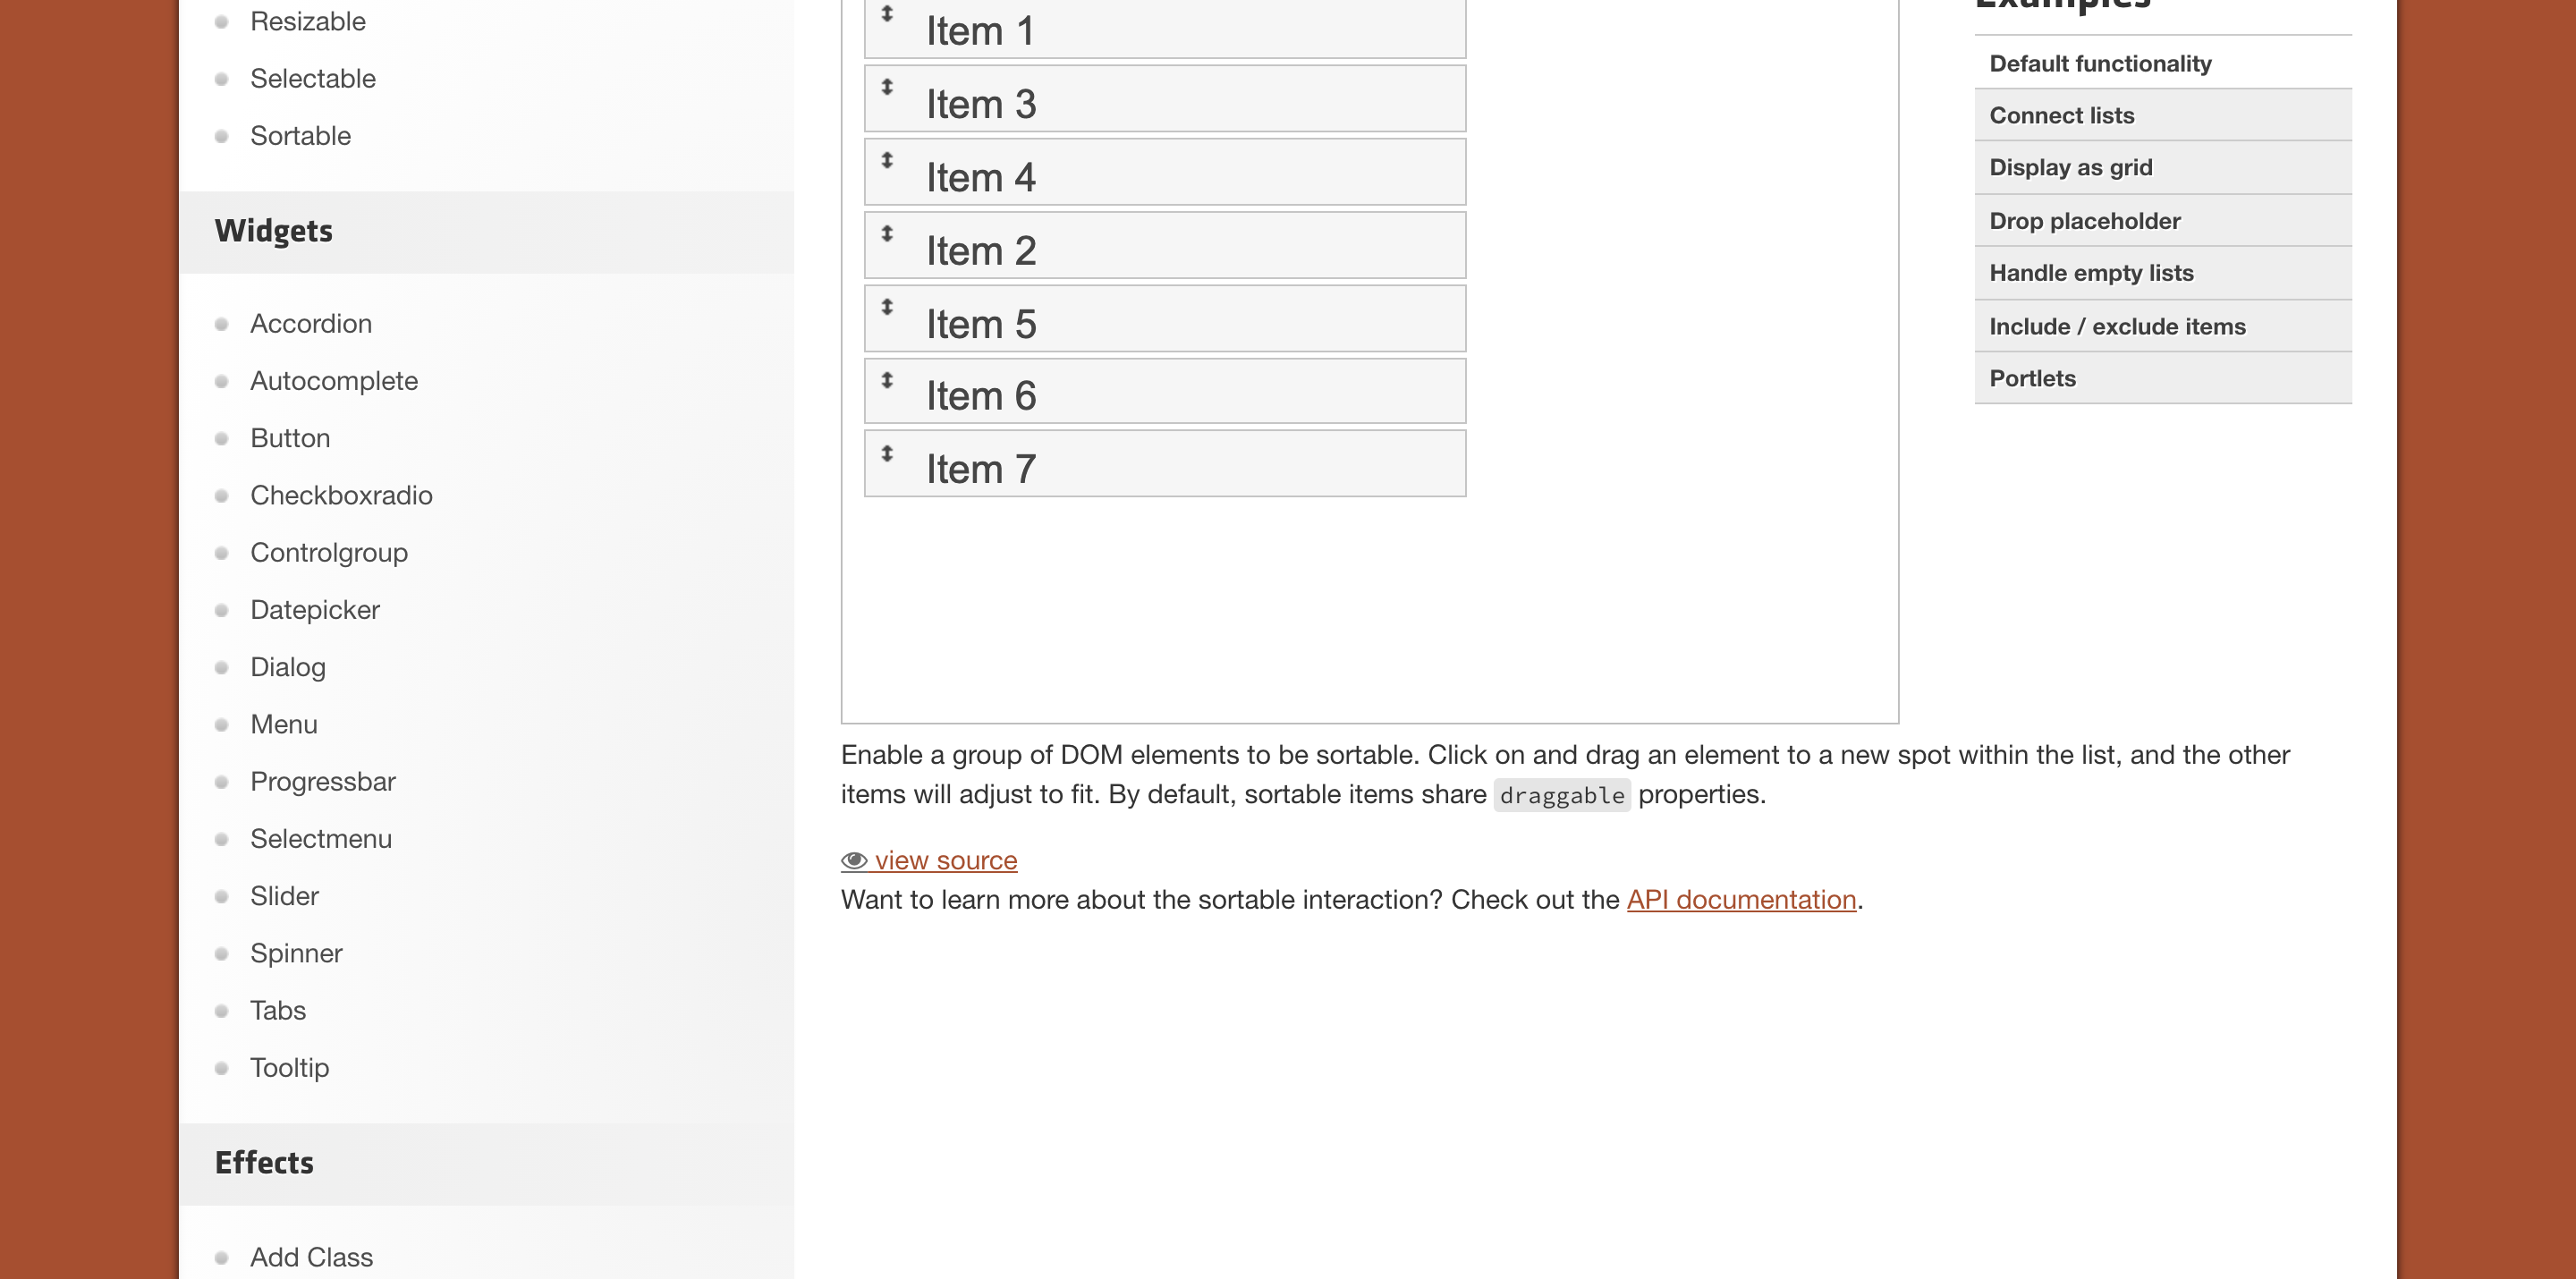 Resizable
Selectable
Sortable
Widgets
Accordion
Autocomplete
Button
Checkboxradio
Controlgroup
Datepicker
Dialog
Menu
Progressbar
Selectmenu
Slider
Spinner
Tabs
Tooltip
Effects
Add Class
Item 1
Item 3
Item 4
Item 2
Item 5
Item 6
Item 7
Enable a group of DOM elements to be sortable. Click on and drag an element to a new spot within the list, and the other
items will adjust to fit. By default, sortable items share draggable properties.
view source
Want to learn more about the sortable interaction? Check out the API documentation.
Examples
Default functionality
Connect lists
Display as grid
Drop placeholder
Handle empty lists
Include / exclude items
Portlets